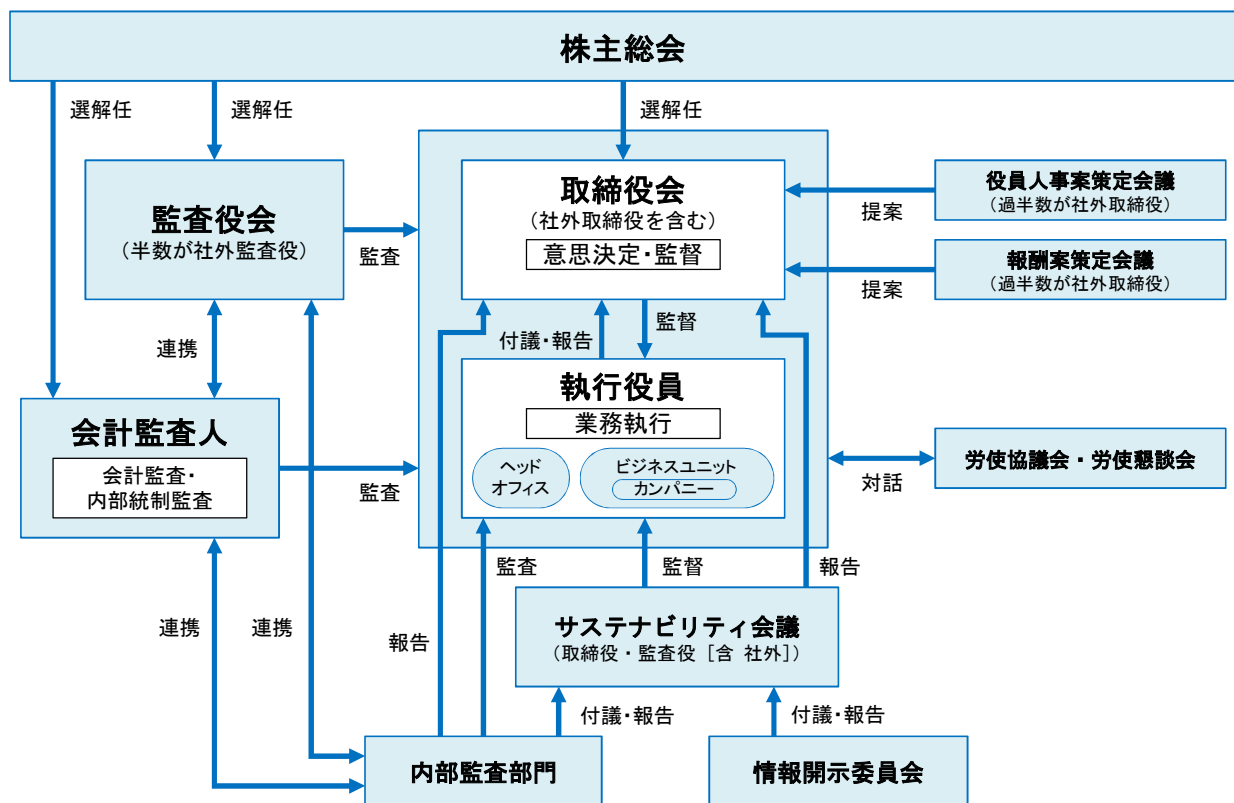 株主総会
選解任
選解任
選解任
監査役会
（半数が社外監査役）
監査
取締役会
（社外取締役を含む）
意思決定・監督
役員人事案策定会議
（過半数が社外取締役）
提案
報酬案策定会議
（過半数が社外取締役）
提案
連携
付議・報告
監督
執行役員
業務執行
ヘッド
オフィス
ビジネスユニット
カンパニー
会計監査人
会計監査・
内部統制監査
監査
労使協議会・労使懇談会
対話
監査
監督
報告
連携
連携
報告
サステナビリティ会議
（取締役・監査役［含 社外］）
付議・報告
付議・報告
内部監査部門
情報開示委員会